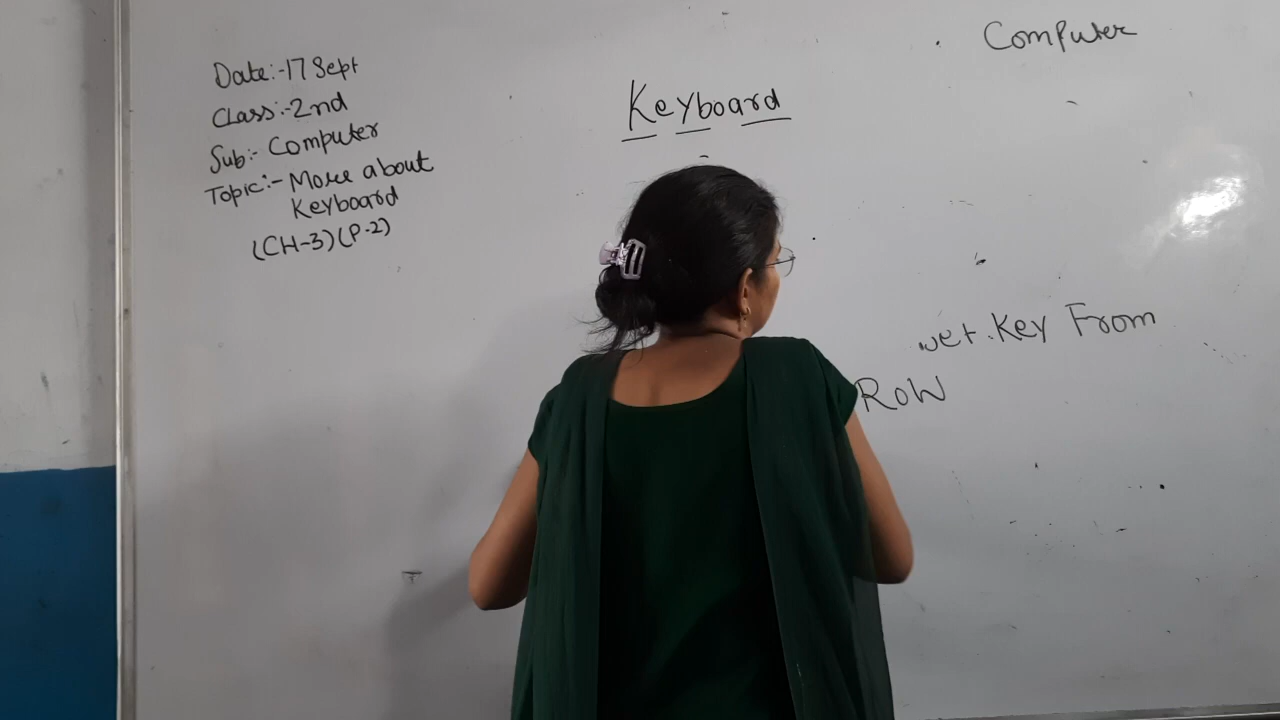 Date:-17 Sept
Class:-2nd
Sub:- Computer
Topic:- More about
Keyboard
(CH-3)(P-2)
Keyboard
Computer
Key From
Row